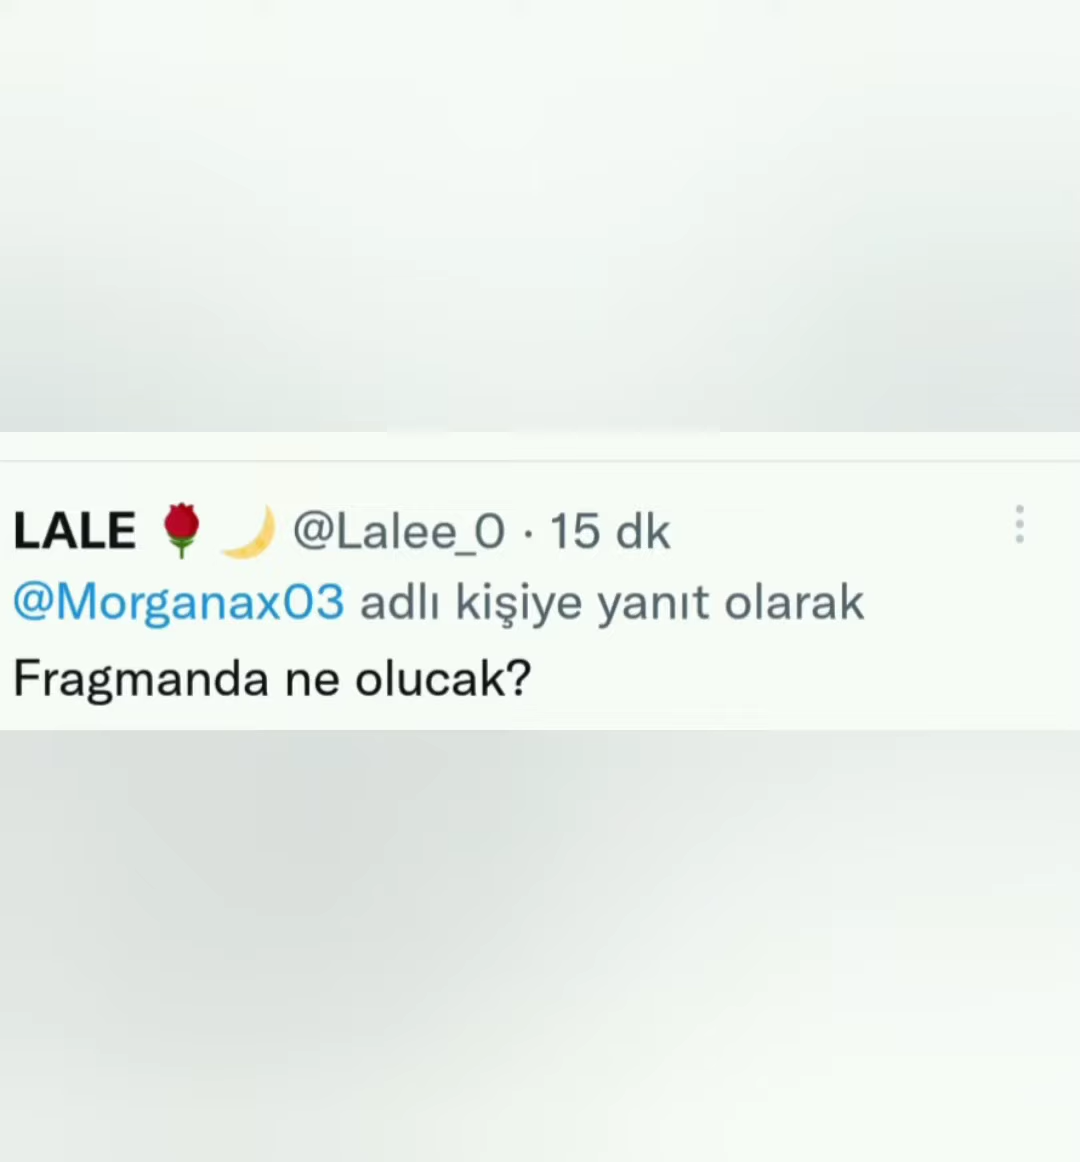 LALE 🌹 🌙 @Lalee_0 · 15 dk
@Morganax03 adlı kişiye yanıt olarak
Fragmanda ne olucak?